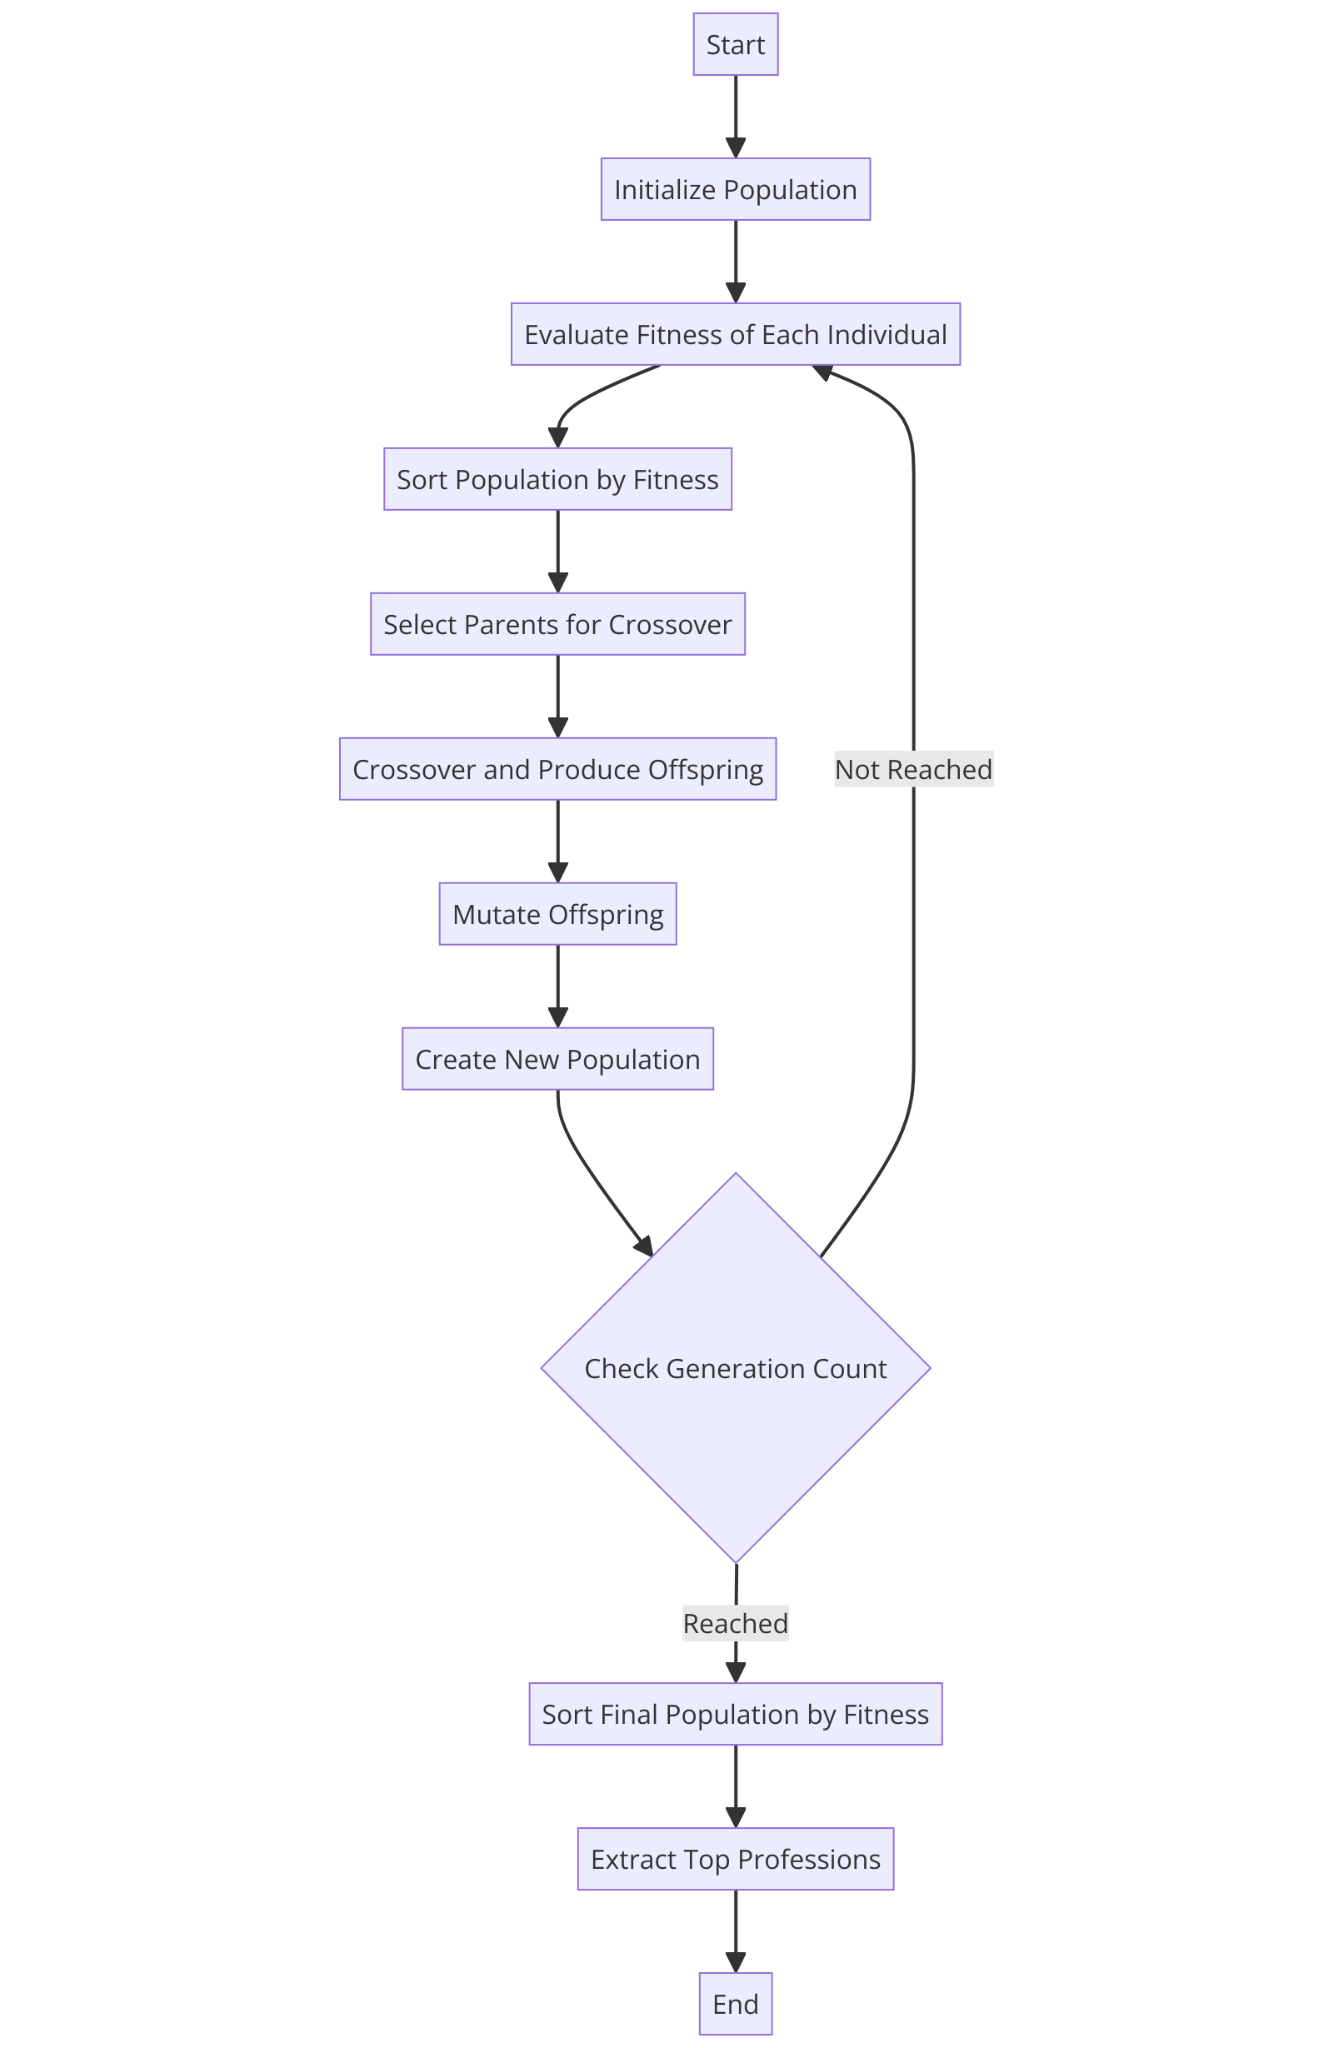 Start
Initialize Population
Evaluate Fitness of Each Individual
Sort Population by Fitness
Select Parents for Crossover
Crossover and Produce Offspring
Not Reached
Mutate Offspring
Create New Population
Check Generation Count
Reached
Sort Final Population by Fitness
Extract Top Professions
End